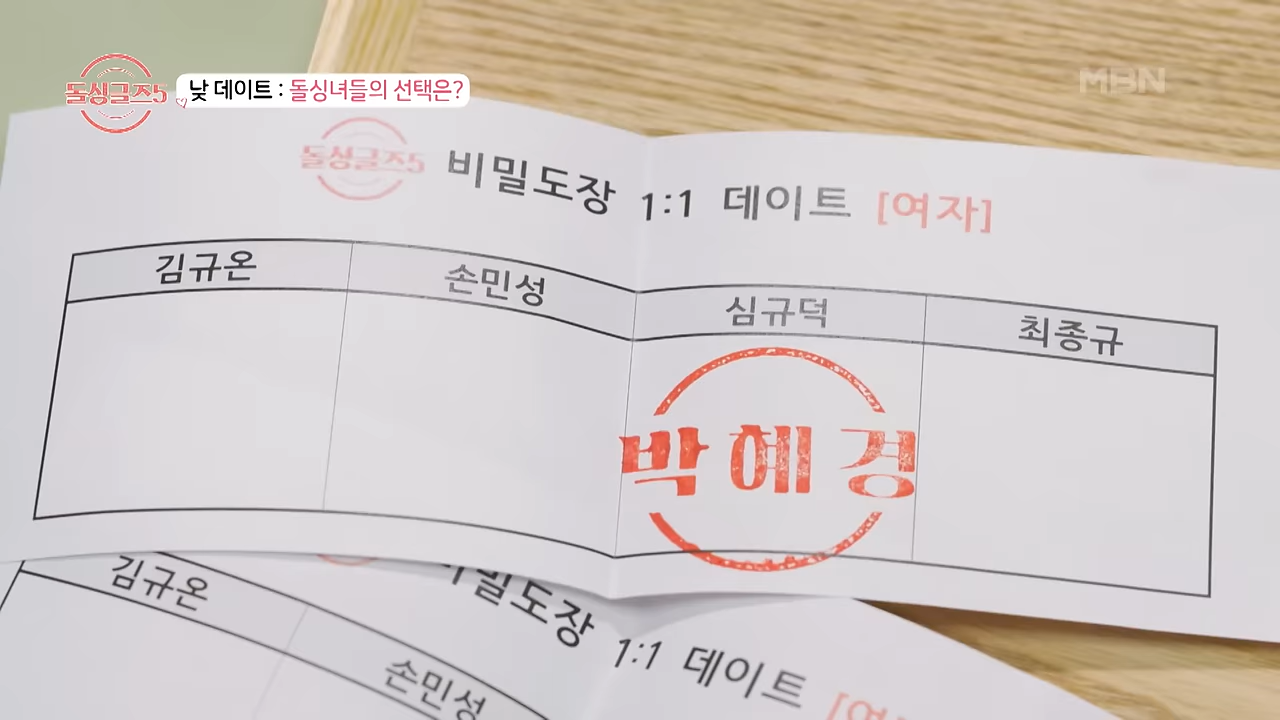 돌싱글즈5
낮 데이트 : 돌싱녀들의 선택은?
MBN
돌싱글즈5 비밀도장 1:1 데이트 [여자]
김규온 손민성 심규덕 최종규
박혜경
비밀도장 1:1 데이트
김규온 손민성